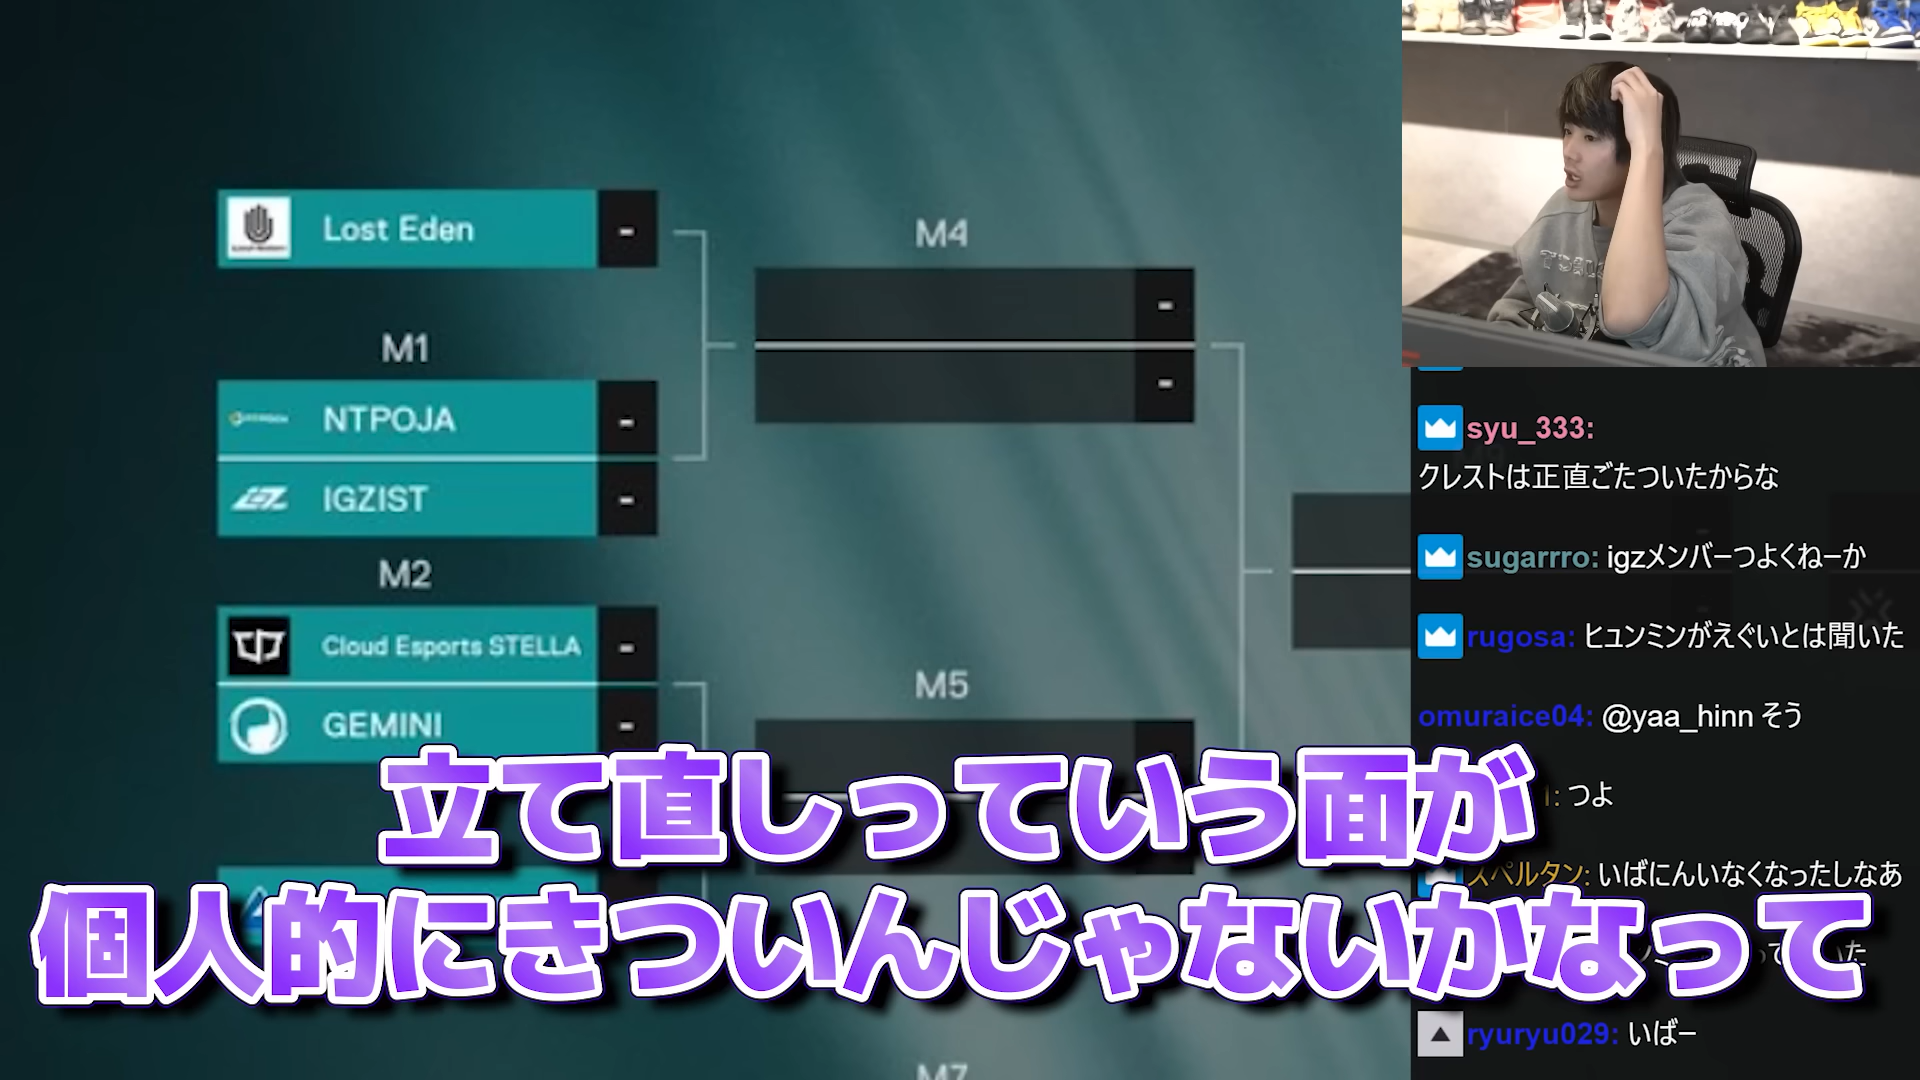 Lost Eden -
M4
-
-
M1
NTPOJA -
IGZIST -
M2
Cloud Esports STELLA -
GEMINI -
M5
M7
syu_333:
クレストは正直ごたついたからな
sugarrro: igzメンバーつよくねーか
rugosa: ヒュンミンがえぐいとは聞いた
omuraice04: @yaa_hinn そう
: つよ
スペルタン: いばにんいなくなったしなあ
ryuryu029: いばー
立て直しっていう面が
個人的にきついんじゃないかなって